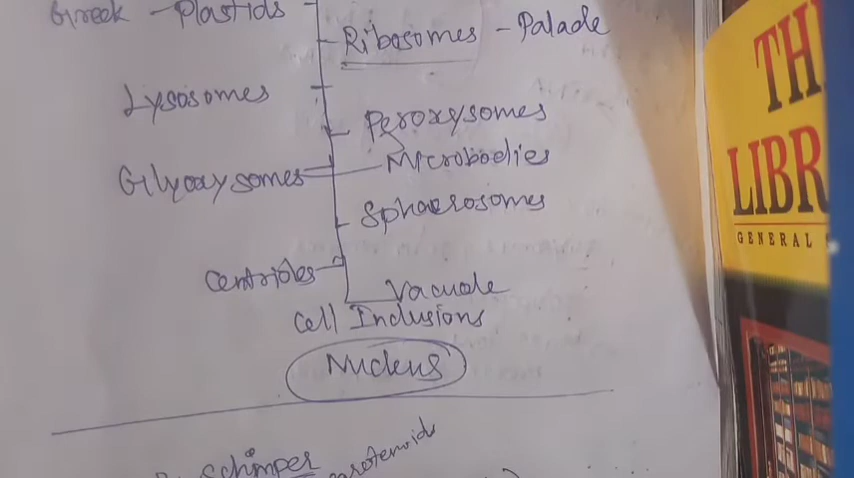 Greek - Plastids
Ribosomes - Palade
Lysosomes
Peroxysomes
Microbodies
Glyoxysomes
Sphaerosomes
Centrioles
Vacuole
Cell Inclusions
Nucleus
Schimper
THE
LIBR
GENERAL